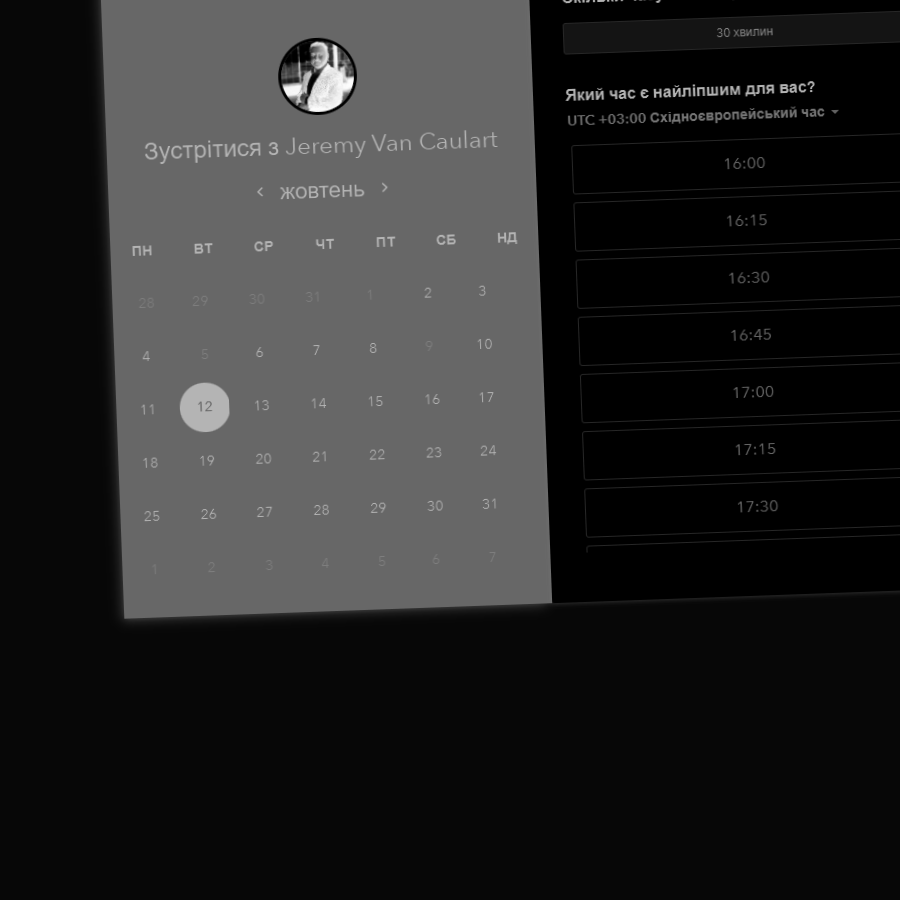 Зустрітися з Jeremy Van Caulart
жовтень
ПН ВТ СР ЧТ ПТ СБ НД
28 29 30 31 1 2 3
4 5 6 7 8 9 10
11 12 13 14 15 16 17
18 19 20 21 22 23 24
25 26 27 28 29 30 31
1 2 3 4 5 6 7
30 хвилин
Який час є найліпшим для вас?
UTC +03:00 Східноєвропейський час
16:00
16:15
16:30
16:45
17:00
17:15
17:30